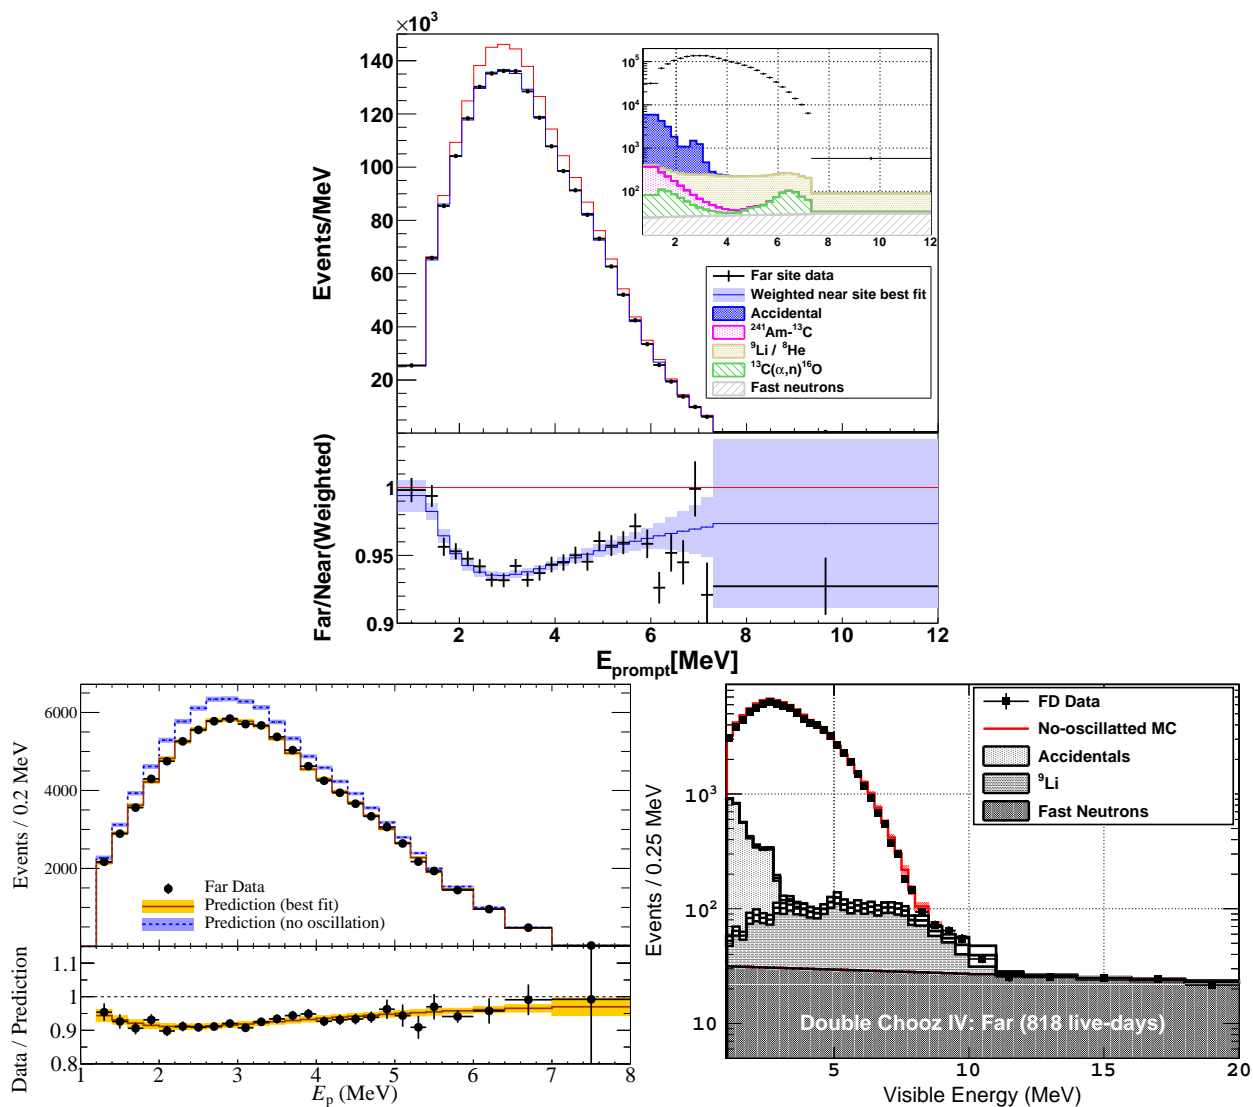 ×10³
Events/MeV
140
120
100
80
60
40
20
10⁵
10⁴
10³
10²
2 4 6 8 10 12
Far site data
Weighted near site best fit
Accidental
²⁴¹Am-¹³C
⁹Li / ⁸He
¹³C(α,n)¹⁶O
Fast neutrons
Far/Near(Weighted)
1
0.95
0.9
2 4 6 8 10 12
E_prompt[MeV]
Events / 0.2 MeV
6000
4000
2000
Far Data
Prediction (best fit)
Prediction (no oscillation)
Data / Prediction
1.1
1
0.9
0.8
1 2 3 4 5 6 7 8
E_p (MeV)
Events / 0.25 MeV
10³
10²
10
FD Data
No-oscillatted MC
Accidentals
⁹Li
Fast Neutrons
Double Chooz IV: Far (818 live-days)
5 10 15 20
Visible Energy (MeV)